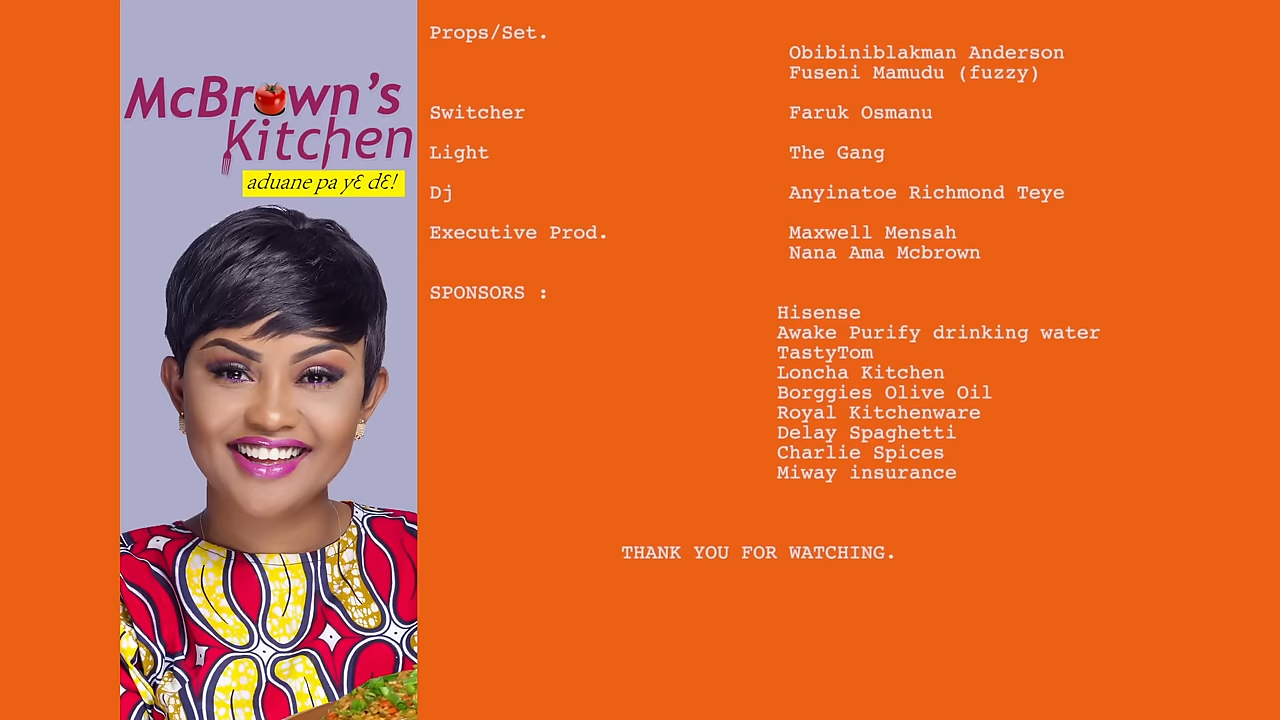 McBrown's
Kitchen
aduane pa yɛ dɛ!
Props/Set.
Obibiniblakman Anderson
Fuseni Mamudu (fuzzy)
Switcher Faruk Osmanu
Light The Gang
Dj Anyinatoe Richmond Teye
Executive Prod. Maxwell Mensah
Nana Ama Mcbrown
SPONSORS :
Hisense
Awake Purify drinking water
TastyTom
Loncha Kitchen
Borggies Olive Oil
Royal Kitchenware
Delay Spaghetti
Charlie Spices
Miway insurance
THANK YOU FOR WATCHING.